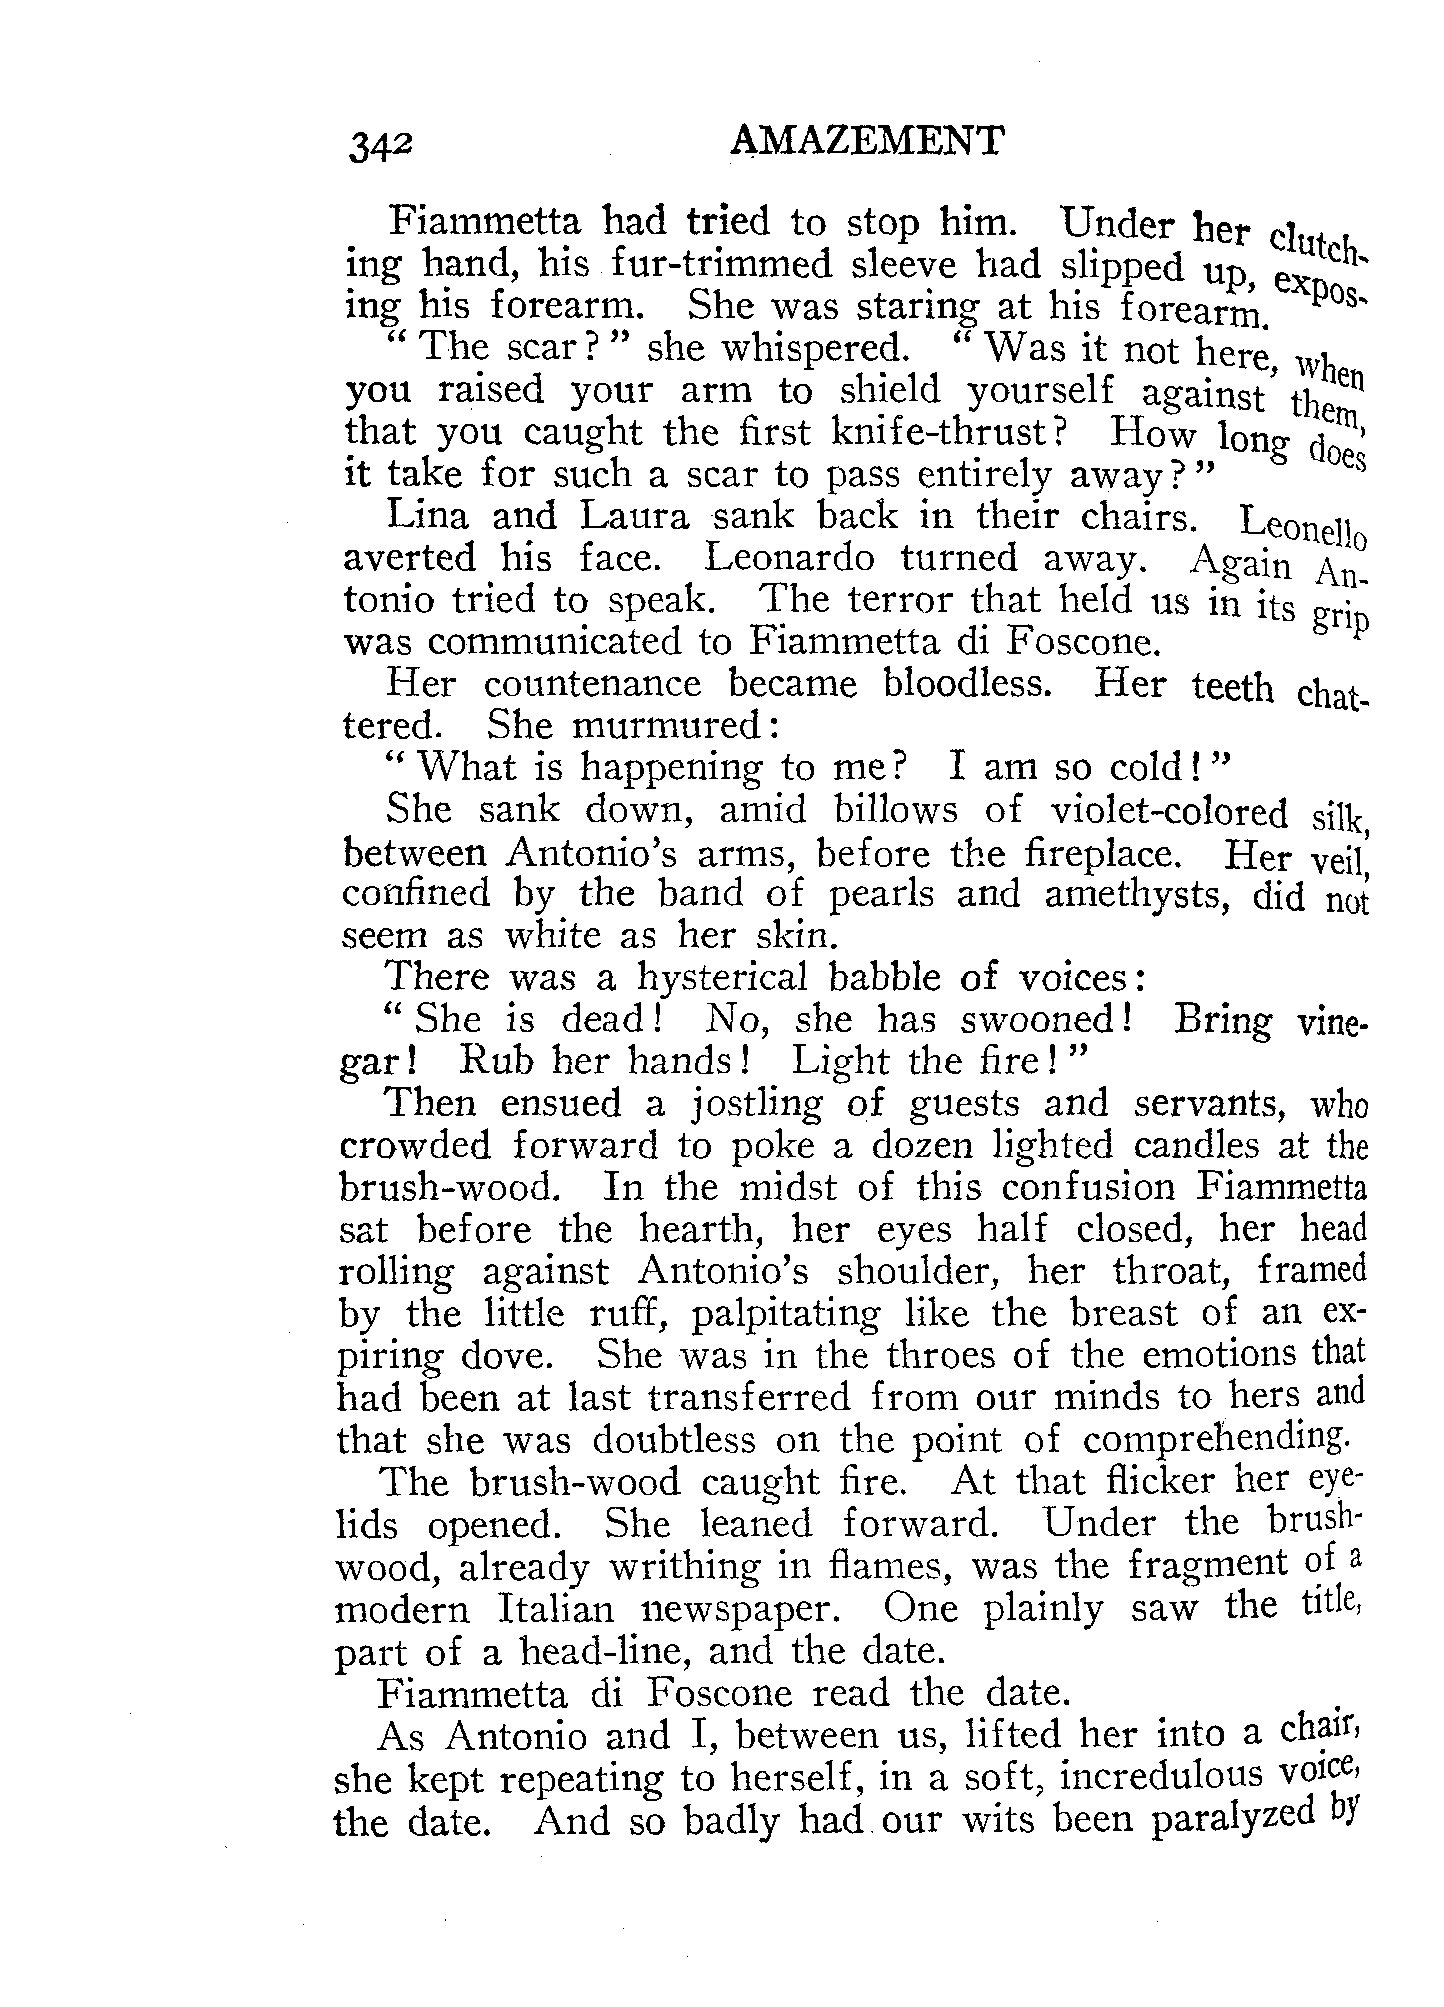 342 AMAZEMENT
Fiammetta had tried to stop him. Under her clutch-
ing hand, his fur-trimmed sleeve had slipped up, expos-
ing his forearm. She was staring at his forearm.
“ The scar? ” she whispered. “ Was it not here, when
you raised your arm to shield yourself against them,
that you caught the first knife-thrust? How long does
it take for such a scar to pass entirely away? ”
Lina and Laura sank back in their chairs. Leonello
averted his face. Leonardo turned away. Again An-
tonio tried to speak. The terror that held us in its grip
was communicated to Fiammetta di Foscone.
Her countenance became bloodless. Her teeth chat-
tered. She murmured:
“ What is happening to me? I am so cold! ”
She sank down, amid billows of violet-colored silk,
between Antonio’s arms, before the fireplace. Her veil,
confined by the band of pearls and amethysts, did not
seem as white as her skin.
There was a hysterical babble of voices:
“ She is dead! No, she has swooned! Bring vine-
gar! Rub her hands! Light the fire! ”
Then ensued a jostling of guests and servants, who
crowded forward to poke a dozen lighted candles at the
brush-wood. In the midst of this confusion Fiammetta
sat before the hearth, her eyes half closed, her head
rolling against Antonio’s shoulder, her throat, framed
by the little ruff, palpitating like the breast of an ex-
piring dove. She was in the throes of the emotions that
had been at last transferred from our minds to hers and
that she was doubtless on the point of comprehending.
The brush-wood caught fire. At that flicker her eye-
lids opened. She leaned forward. Under the brush-
wood, already writhing in flames, was the fragment of a
modern Italian newspaper. One plainly saw the title,
part of a head-line, and the date.
Fiammetta di Foscone read the date.
As Antonio and I, between us, lifted her into a chair,
she kept repeating to herself, in a soft, incredulous voice,
the date. And so badly had our wits been paralyzed by